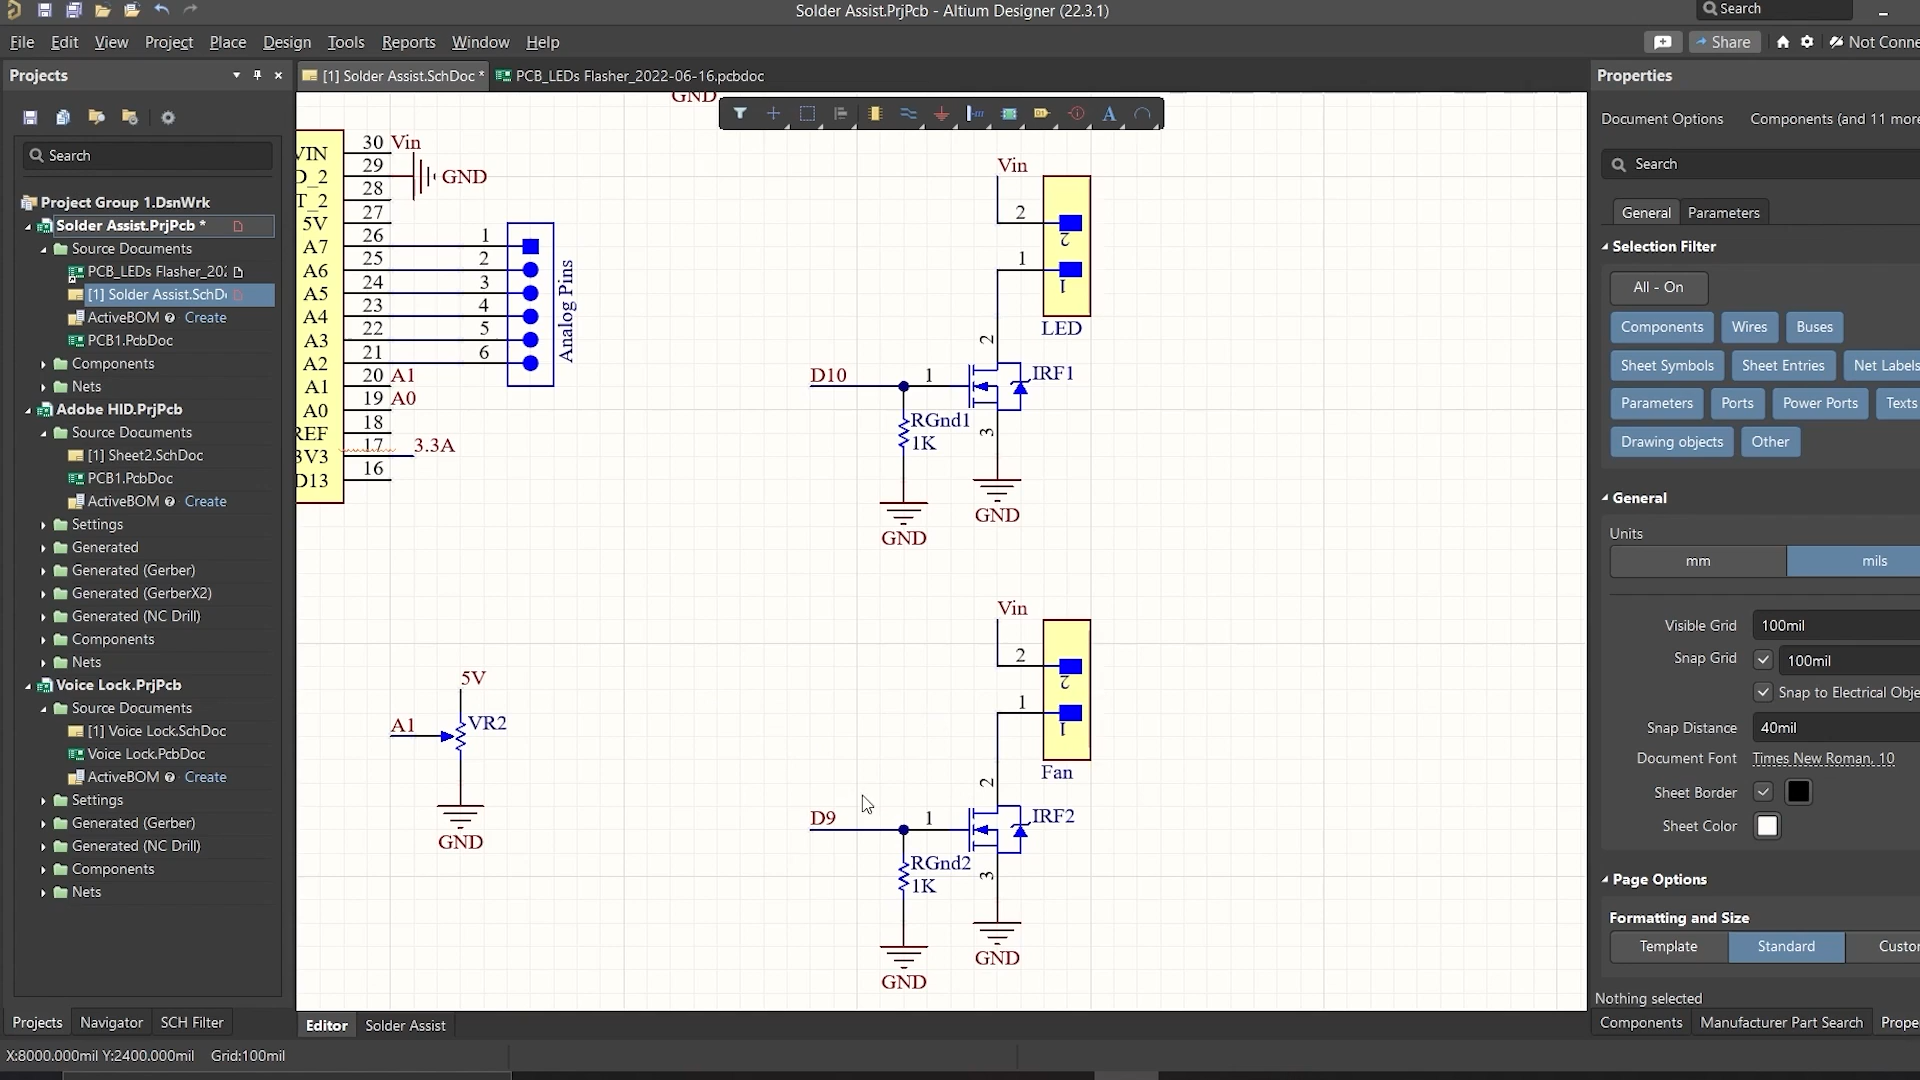 Solder Assist.PrjPcb - Altium Designer (22.3.1)
Search
File Edit View Project Place Design Tools Reports Window Help
Share
Not Conne
Projects
[1] Solder Assist.SchDoc *
PCB_LEDs Flasher_2022-06-16.pcbdoc
Properties
Search
Project Group 1.DsnWrk
Solder Assist.PrjPcb *
Source Documents
PCB_LEDs Flasher_202
[1] Solder Assist.SchD
ActiveBOM ? Create
PCB1.PcbDoc
Components
Nets
Adobe HID.PrjPcb
Source Documents
[1] Sheet2.SchDoc
PCB1.PcbDoc
ActiveBOM ? Create
Settings
Generated
Generated (Gerber)
Generated (GerberX2)
Generated (NC Drill)
Components
Nets
Voice Lock.PrjPcb
Source Documents
[1] Voice Lock.SchDoc
Voice Lock.PcbDoc
ActiveBOM ? Create
Settings
Generated (Gerber)
Generated (NC Drill)
Components
Nets
Projects Navigator SCH Filter
X:8000.000mil Y:2400.000mil Grid:100mil
GND
VIN 30 Vin
D_2 29 GND
T_2 28
5V 27
A7 26 1
A6 25 2
A5 24 3
A4 23 4
A3 22 5
A2 21 6
A1 20 A1
A0 19 A0
REF 18
3V3 17 3.3A
D13 16
Analog Pins
5V
A1 VR2
GND
Vin
2 2
1 1
LED
2
D10 1 IRF1
RGnd1
1K
3
GND
GND
Vin
2 2
1 1
Fan
2
D9 1 IRF2
RGnd2
1K
3
GND
GND
Editor Solder Assist
Document Options Components (and 11 more
Search
General Parameters
Selection Filter
All - On
Components Wires Buses
Sheet Symbols Sheet Entries Net Labels
Parameters Ports Power Ports Texts
Drawing objects Other
General
Units
mm mils
Visible Grid 100mil
Snap Grid 100mil
Snap to Electrical Obje
Snap Distance 40mil
Document Font Times New Roman, 10
Sheet Border
Sheet Color
Page Options
Formatting and Size
Template Standard Custo
Nothing selected
Components Manufacturer Part Search Proper